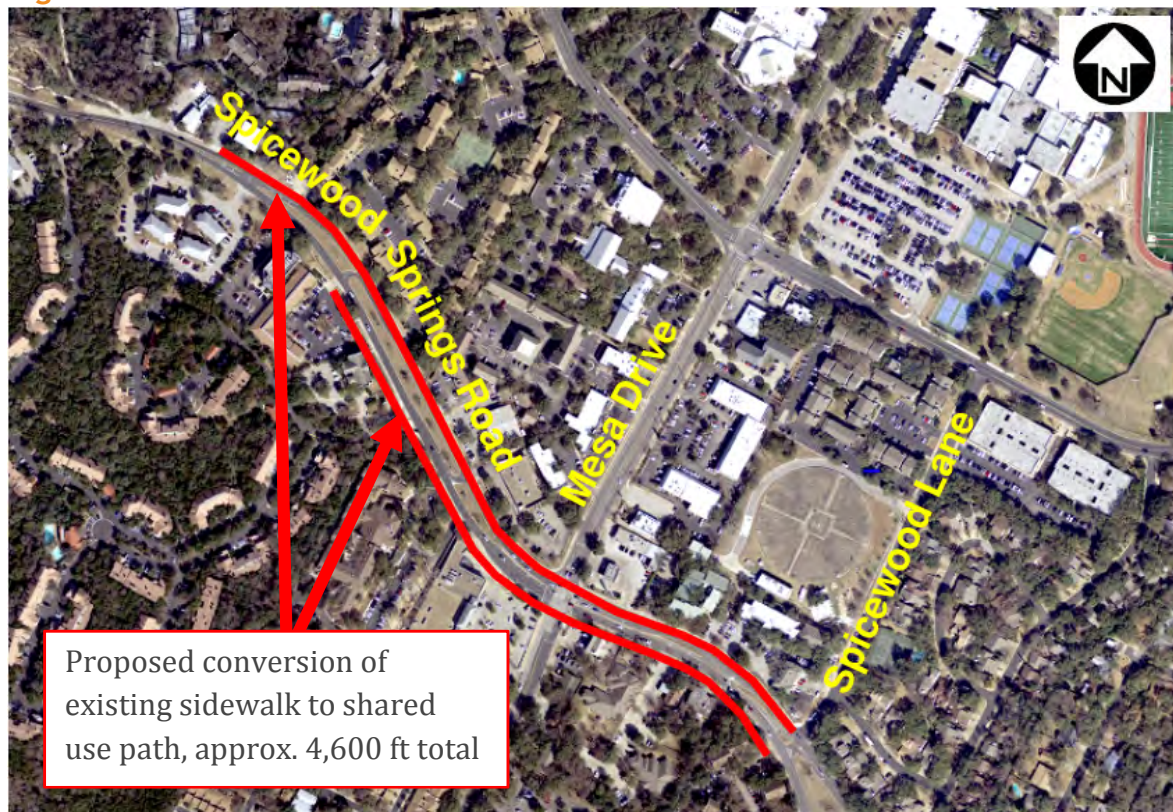 N
Spicewood Springs Road
Mesa Drive
Spicewood Lane
Proposed conversion of
existing sidewalk to shared
use path, approx. 4,600 ft total